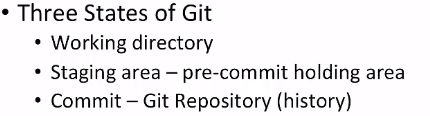 • Three States of Git
• Working directory
• Staging area – pre-commit holding area
• Commit – Git Repository (history)